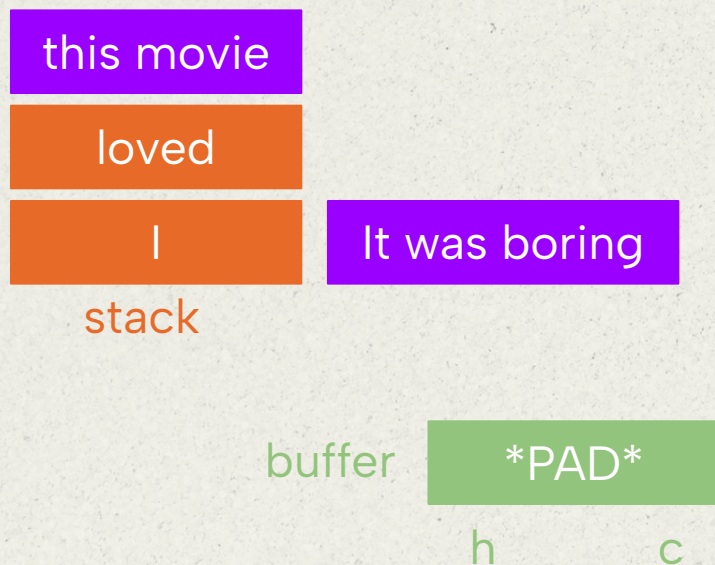 this movie
loved
I It was boring
stack
buffer *PAD*
h c